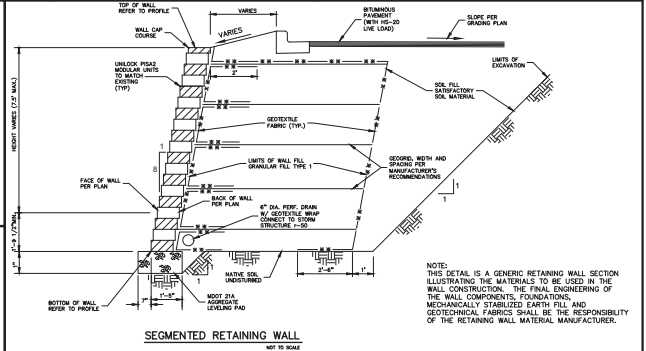 TOP OF WALL
REFER TO PROFILE
WALL CAP
COURSE
UNILOCK PISA2
MODULAR UNITS
TO MATCH
EXISTING
(TYP)
VARIES
VARIES
2'
BITUMINOUS
PAVEMENT
(WITH HS-20
LIVE LOAD)
SLOPE PER
GRADING PLAN
LIMITS OF
EXCAVATION
SOIL FILL
SATISFACTORY
SOIL MATERIAL
GEOTEXTILE
FABRIC (TYP.)
HEIGHT VARIES (7.5' MAX.)
1
8
LIMITS OF WALL FILL
GRANULAR FILL TYPE 1
GEOGRID, WDTH AND
SPACING PER
MANUFACTURER'S
RECOMMENDATIONS
FACE OF WALL
PER PLAN
BACK OF WALL
PER PLAN
6" DIA. PERF. DRAIN
W/ GEOTEXTILE WRAP
CONNECT TO STORM
STRUCTURE r-50
1
1
1'-9 1/2"MIN.
1"
NATIVE SOIL
UNDISTURBED
1
1
2'-6"
1"
7"
1'-5"
BOTTOM OF WALL
REFER TO PROFILE
MDOT 21A
AGGREGATE
LEVELING PAD
NOTE:
THIS DETAIL IS A GENERIC RETAINING WALL SECTION
ILLUSTRATING THE MATERIALS TO BE USED IN THE
WALL CONSTRUCTION. THE FINAL ENGINEERING OF
THE WALL COMPONENTS, FOUNDATIONS,
MECHANICALLY STABILIZED EARTH FILL AND
GEOTECHNICAL FABRICS SHALL BE THE RESPONSIBILITY
OF THE RETAINING WALL MATERIAL MANUFACTURER.
SEGMENTED RETAINING WALL
NOT TO SCALE